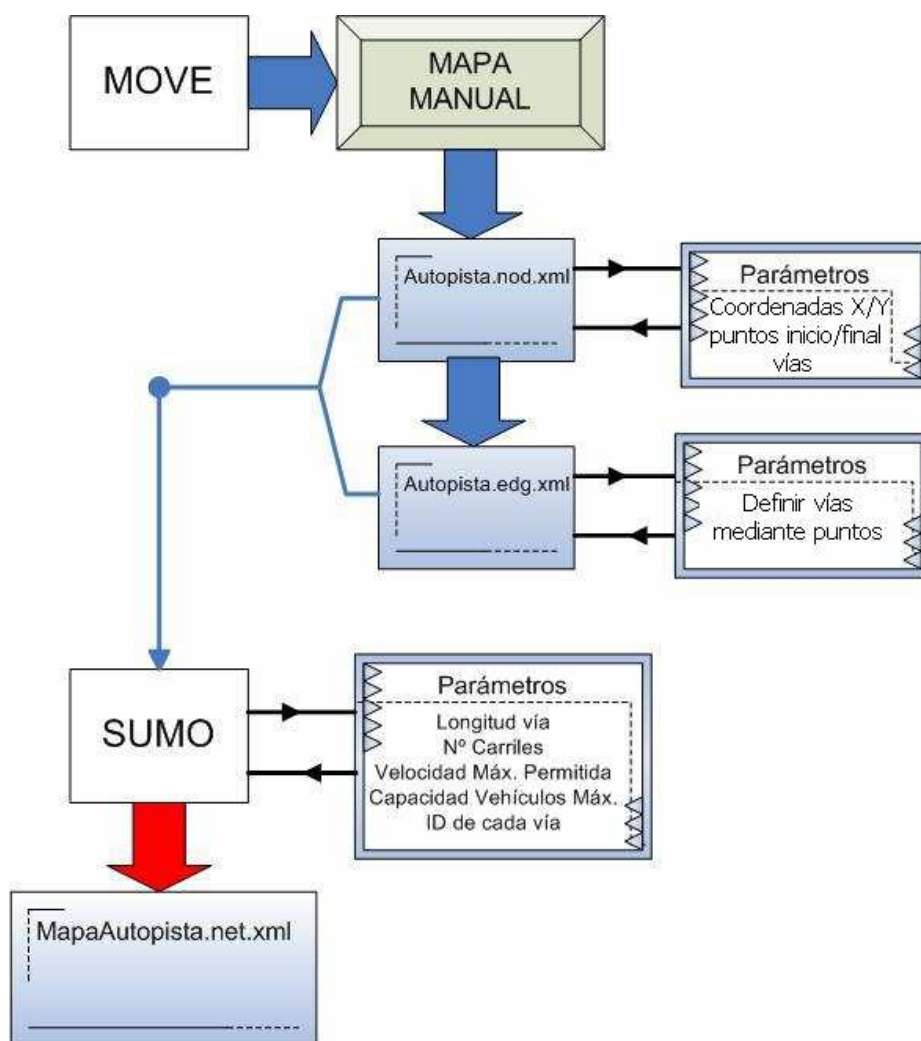 MOVE
MAPA
MANUAL
Autopista.nod.xml
Parámetros
Coordenadas X/Y
puntos inicio/final
vías
Autopista.edg.xml
Parámetros
Definir vías
mediante puntos
SUMO
Parámetros
Longitud vía
Nº Carriles
Velocidad Máx. Permitida
Capacidad Vehículos Máx.
ID de cada vía
MapaAutopista.net.xml